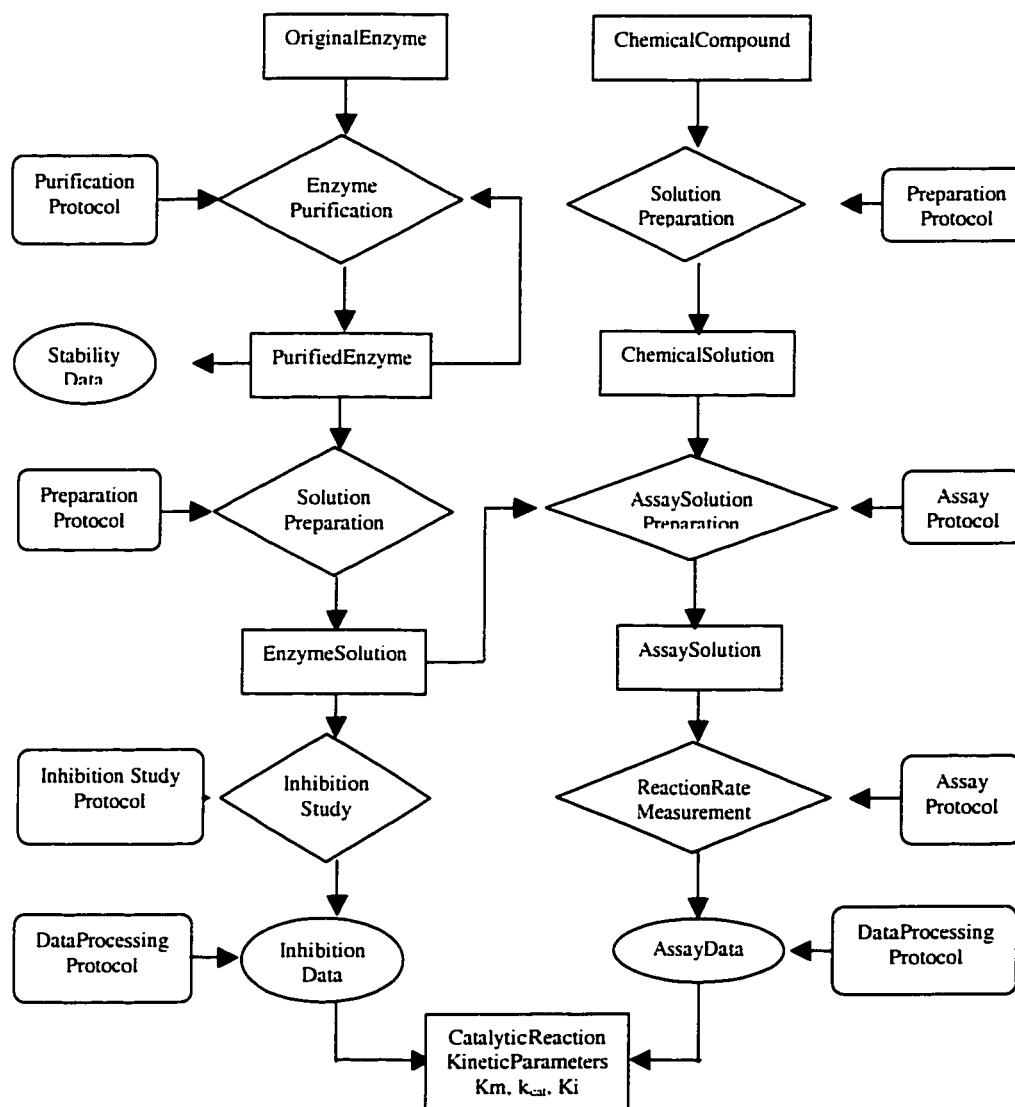 OriginalEnzyme
ChemicalCompound
Purification
Protocol
Enzyme
Purification
Solution
Preparation
Preparation
Protocol
Stability
Data
PurifiedEnzyme
ChemicalSolution
Preparation
Protocol
Solution
Preparation
AssaySolution
Preparation
Assay
Protocol
EnzymeSolution
AssaySolution
Inhibition Study
Protocol
Inhibition
Study
ReactionRate
Measurement
Assay
Protocol
DataProcessing
Protocol
Inhibition
Data
AssayData
DataProcessing
Protocol
CatalyticReaction
KineticParameters
Km, kcat, Ki